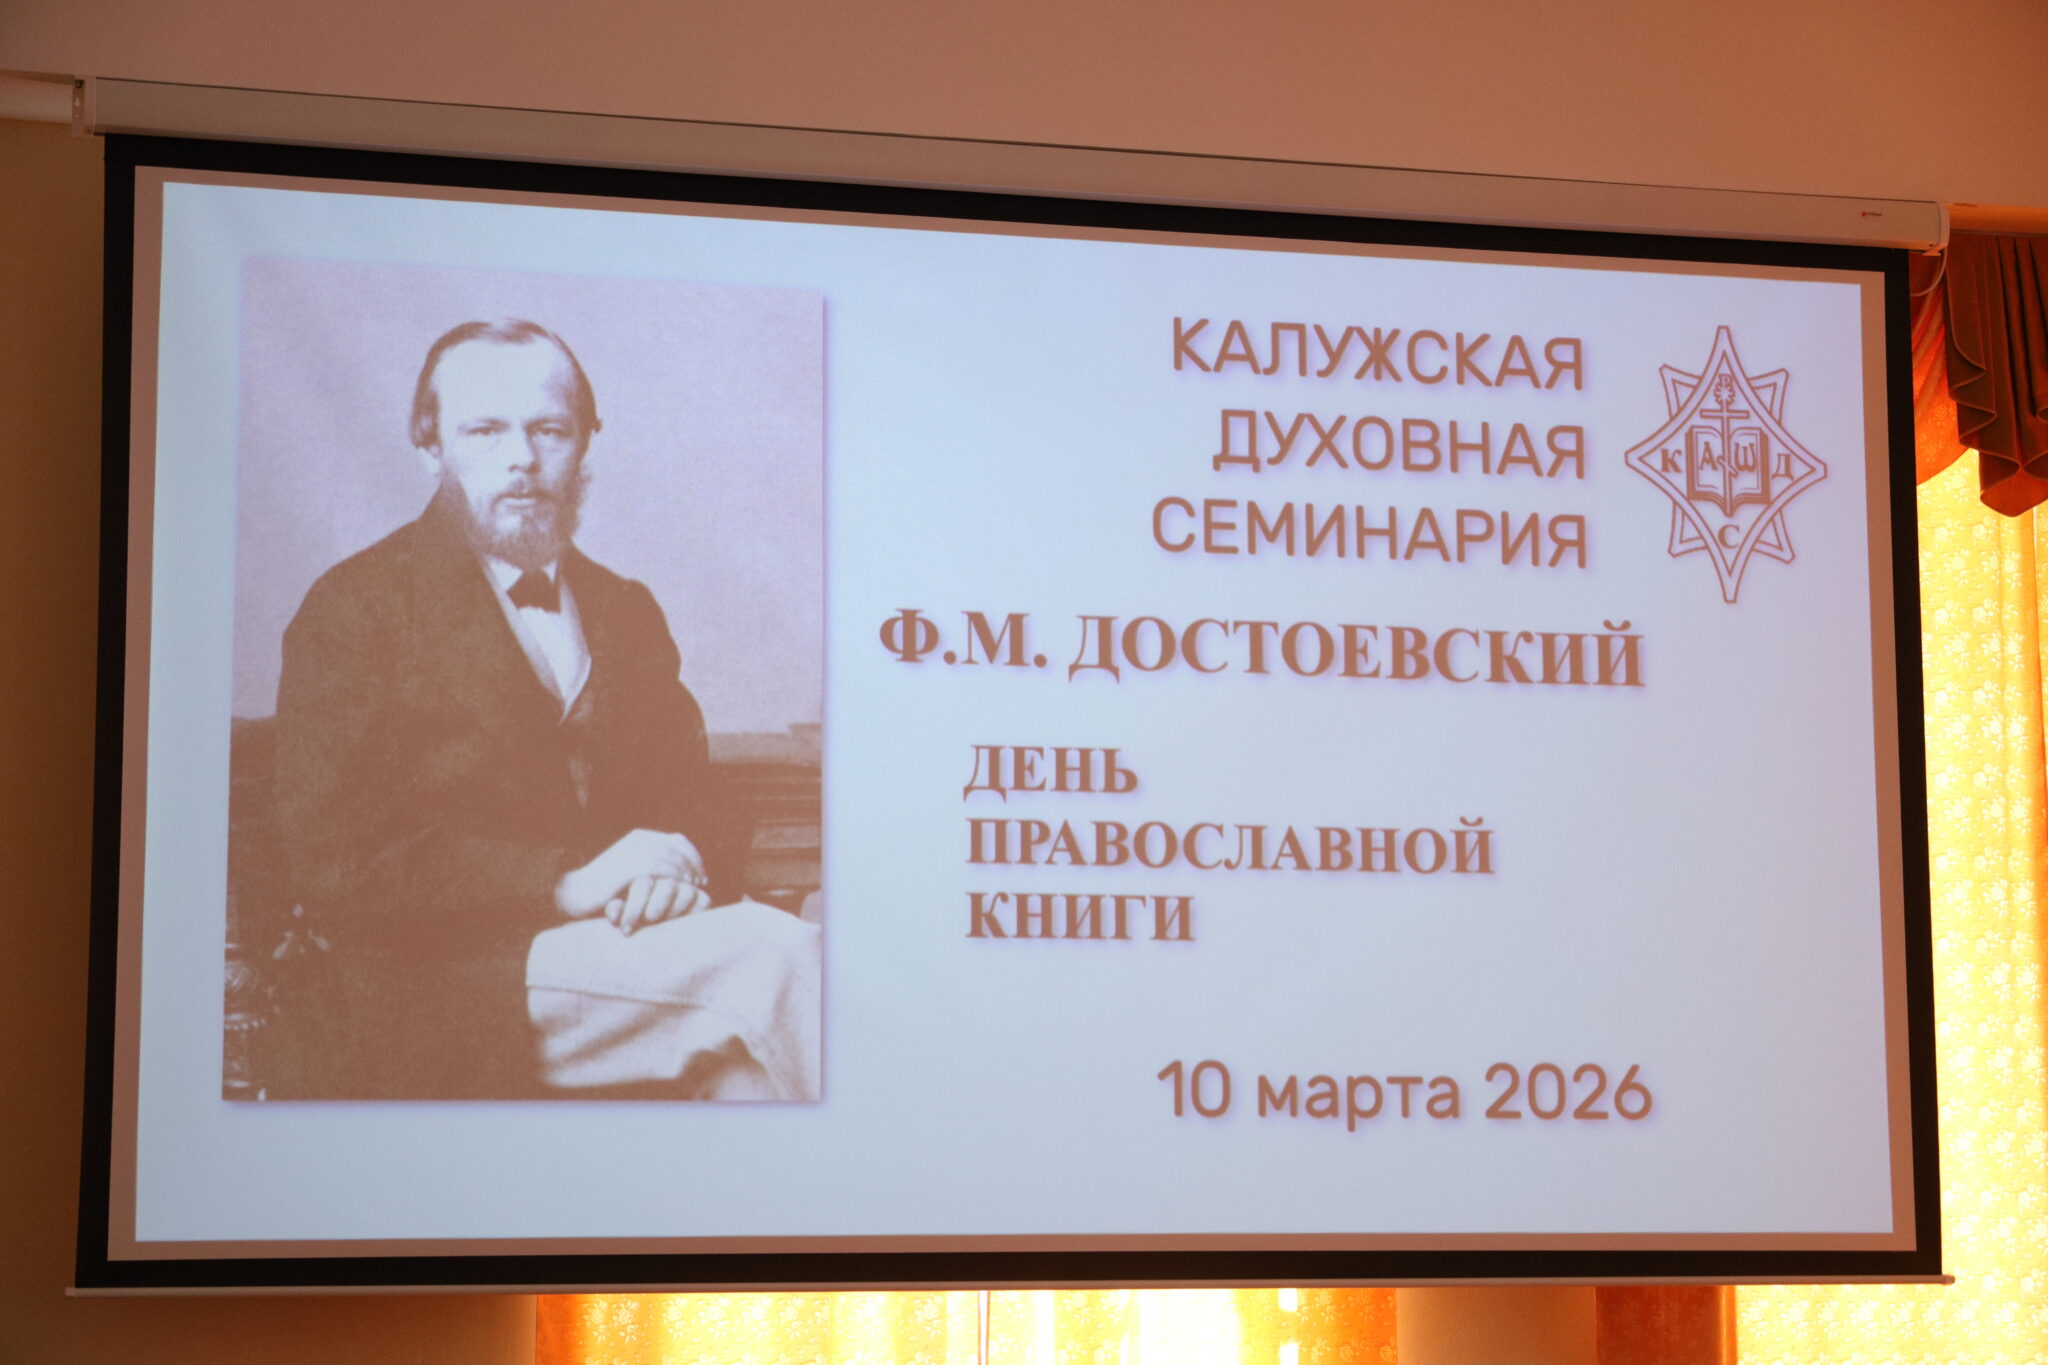 КАЛУЖСКАЯ
ДУХОВНАЯ
СЕМИНАРИЯ
К А Ѡ Д
С
Ф.М. ДОСТОЕВСКИЙ
ДЕНЬ
ПРАВОСЛАВНОЙ
КНИГИ
10 марта 2026